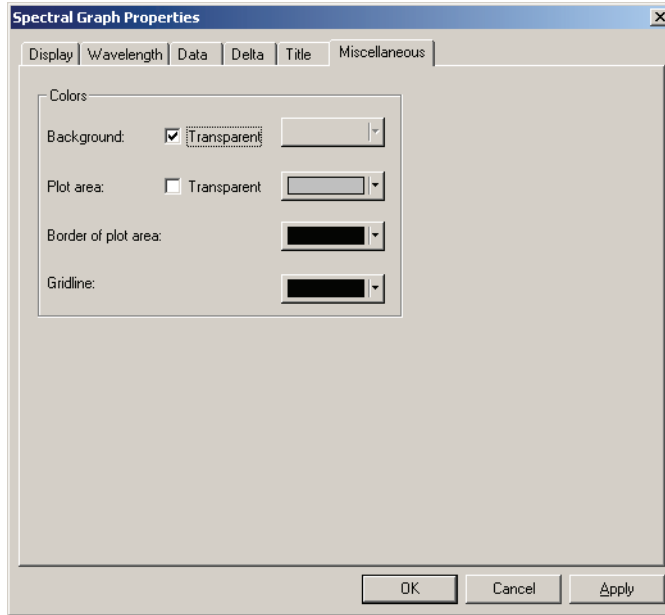 Spectral Graph Properties
Display Wavelength Data Delta Title Miscellaneous
Colors
Background: Transparent
Plot area: Transparent
Border of plot area:
Gridline:
OK Cancel Apply